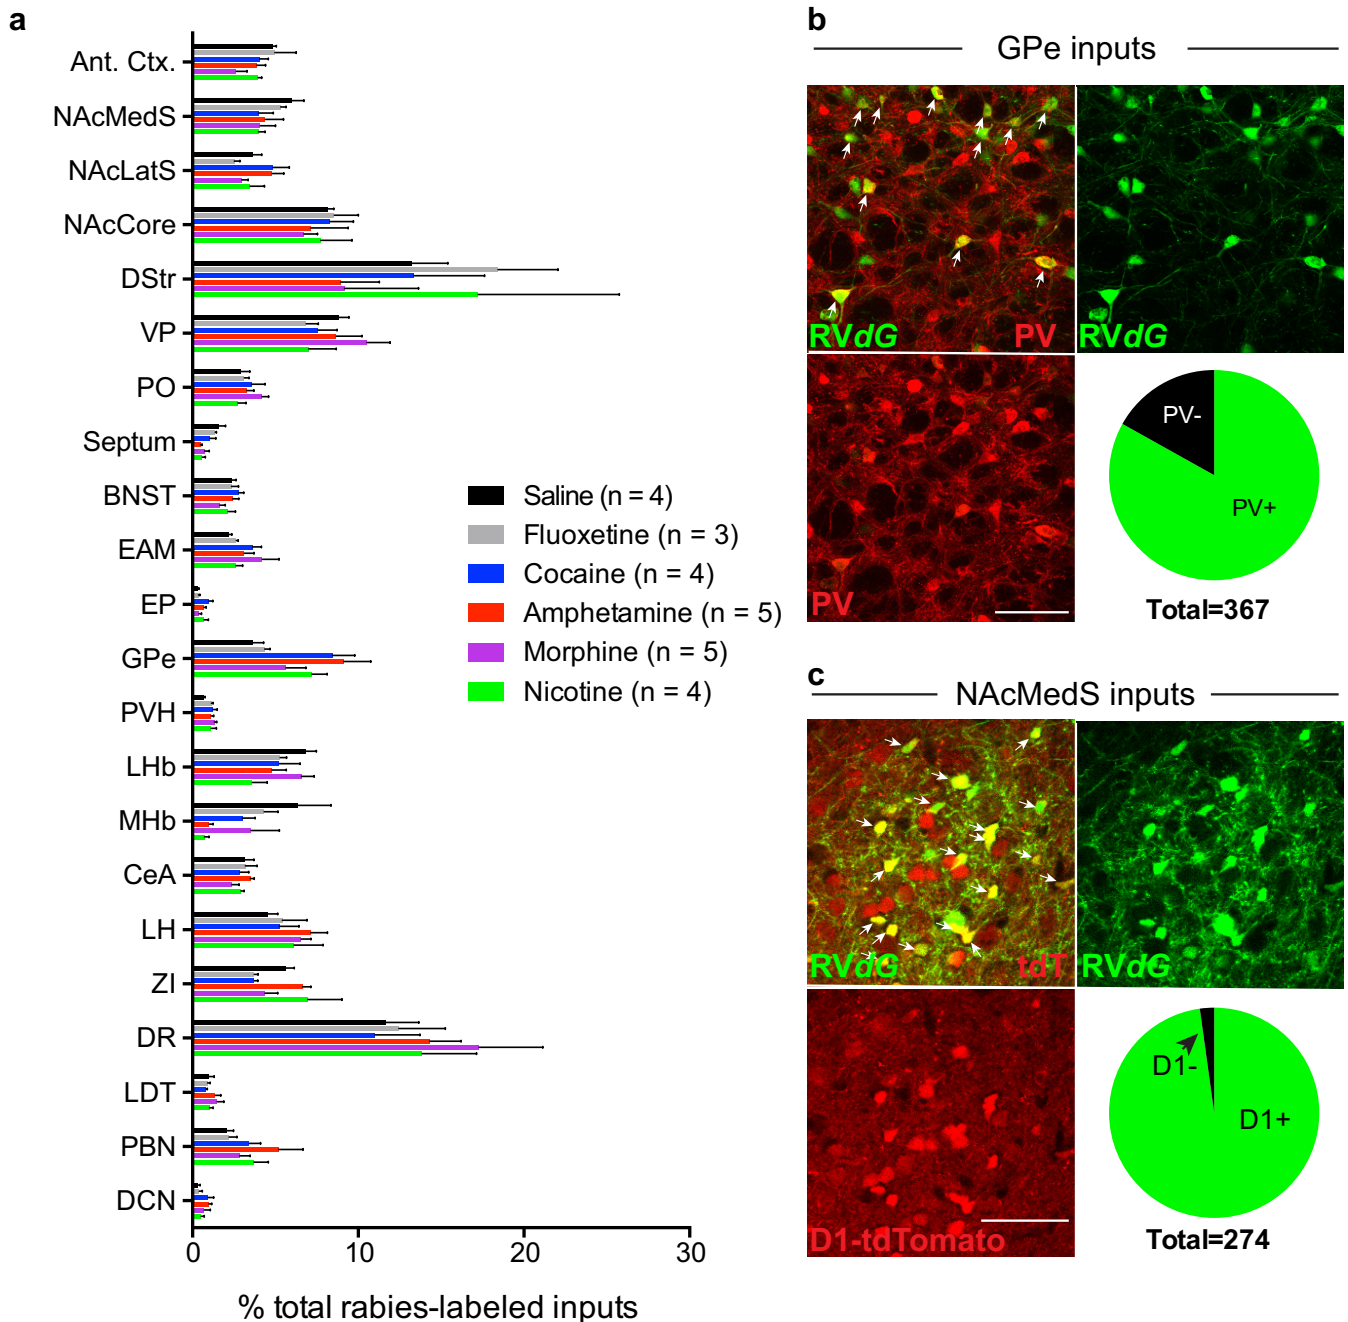 a
Ant. Ctx.
NAcMedS
NAcLatS
NAcCore
DStr
VP
PO
Septum
BNST
EAM
EP
GPe
PVH
LHb
MHb
CeA
LH
ZI
DR
LDT
PBN
DCN
0
10
20
30
% total rabies-labeled inputs
Saline (n = 4)
Fluoxetine (n = 3)
Cocaine (n = 4)
Amphetamine (n = 5)
Morphine (n = 5)
Nicotine (n = 4)
b
GPe inputs
RVdG
PV
RVdG
PV
PV-
PV+
Total=367
c
NAcMedS inputs
RVdG
tdT
RVdG
D1-tdTomato
D1-
D1+
Total=274